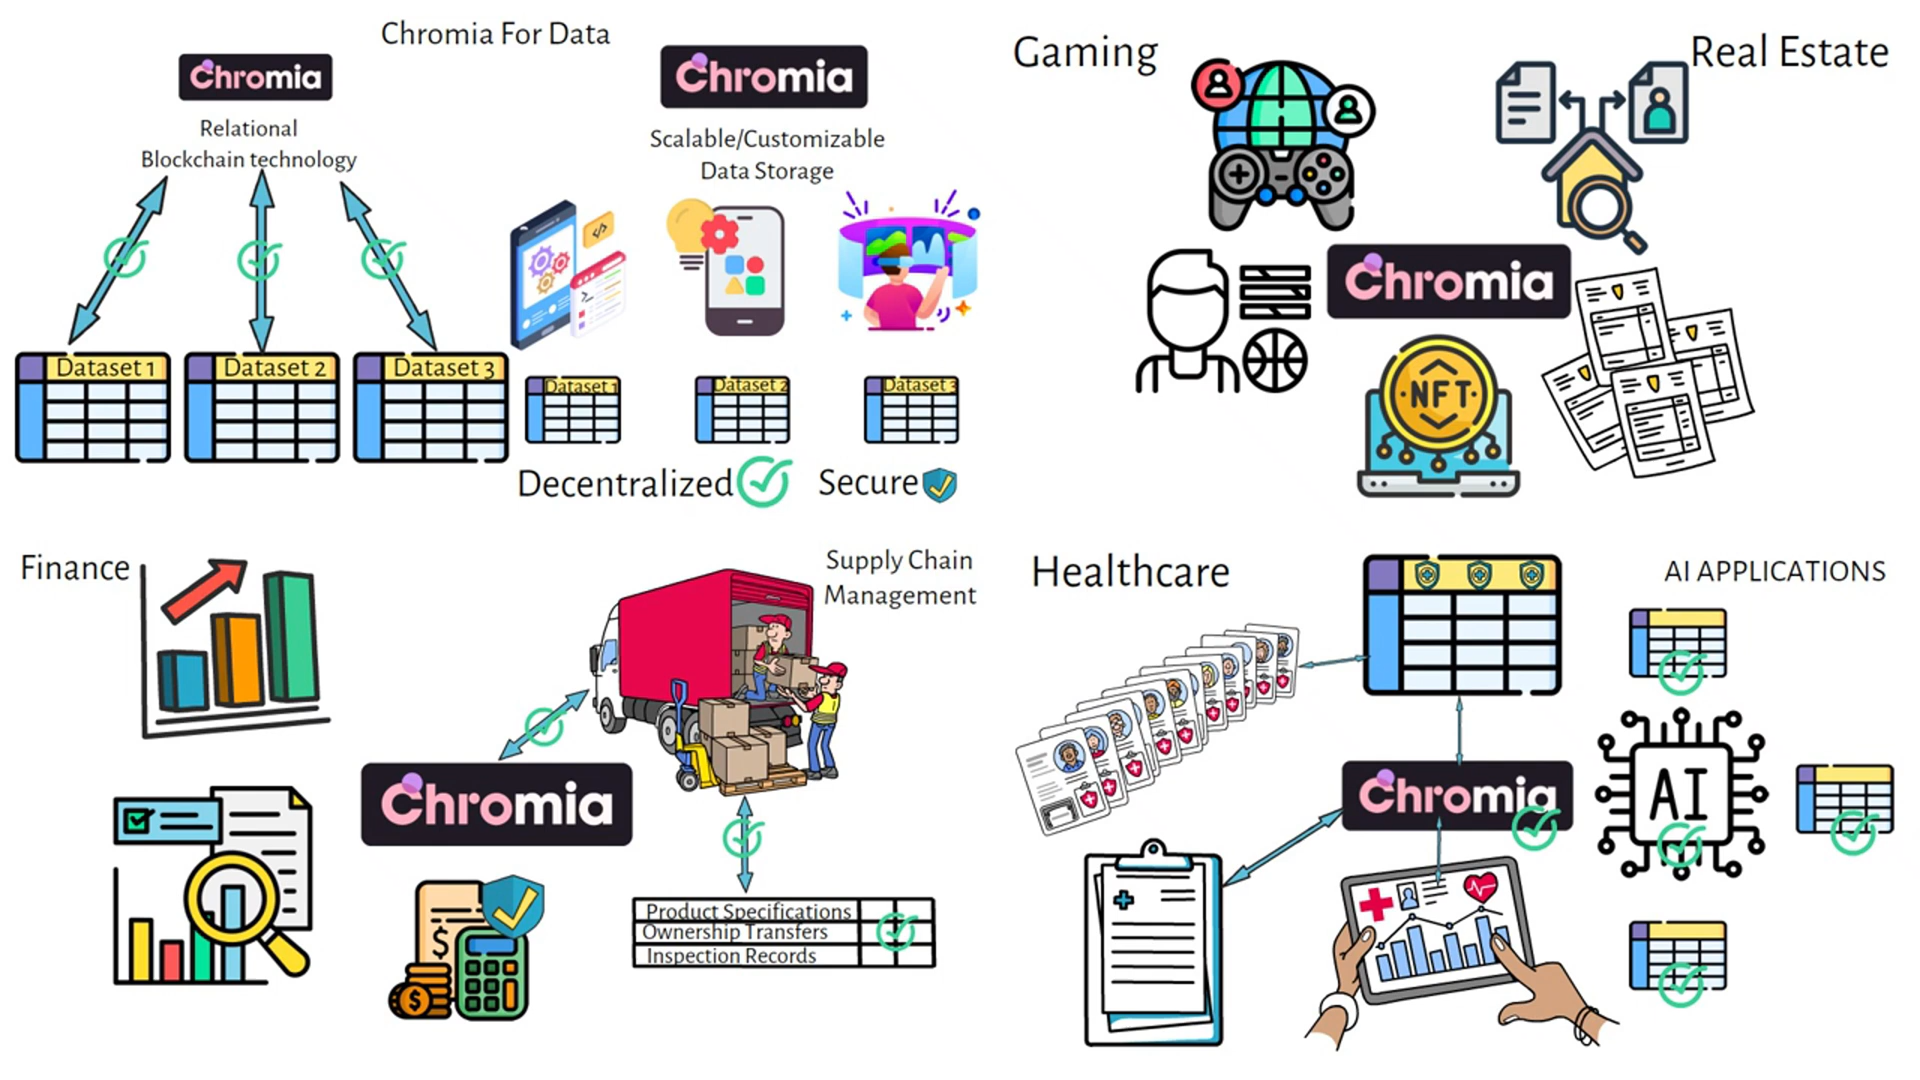 Chromia For Data
Chromia
Relational
Blockchain technology
Dataset 1
Dataset 2
Dataset 3
Chromia
Scalable/Customizable
Data Storage
</>
Dataset 1
Dataset 2
Dataset 3
Decentralized
Secure
Gaming
Real Estate
Chromia
NFT
Finance
Supply Chain
Management
Chromia
$
$
Product Specifications
Ownership Transfers
Inspection Records
Healthcare
Chromia
AI APPLICATIONS
AI